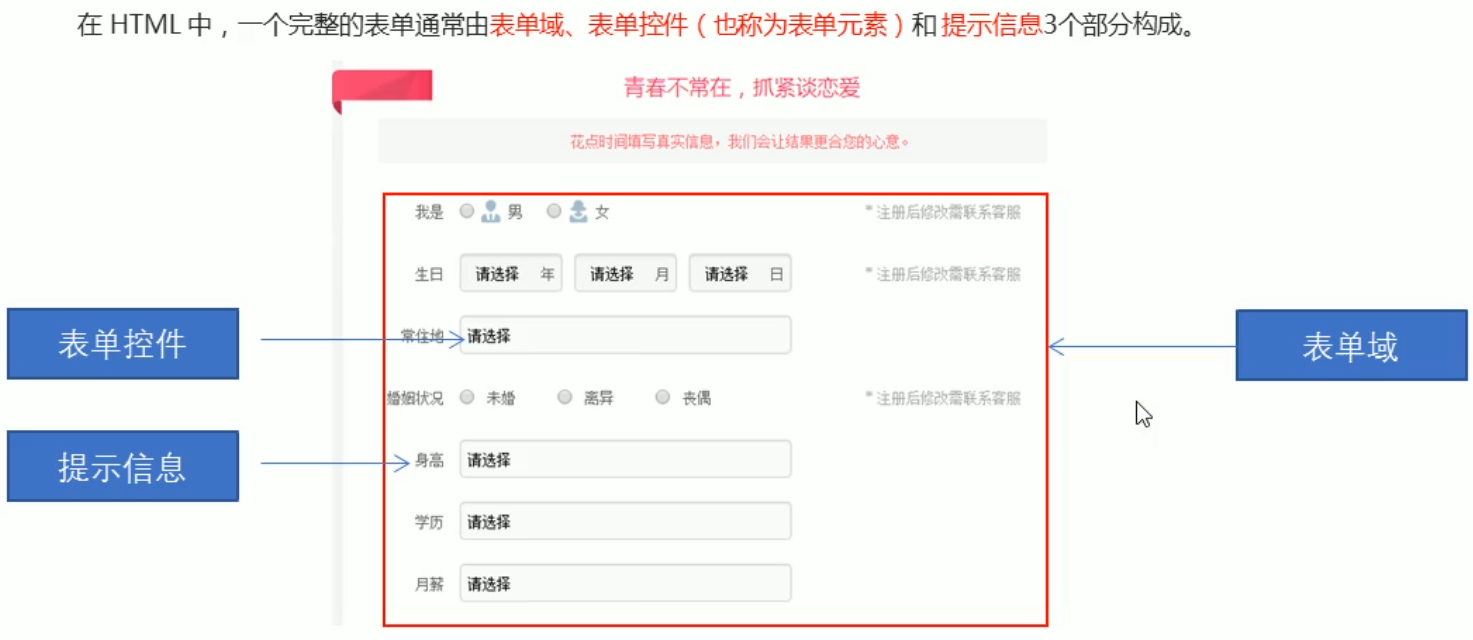 在 HTML 中，一个完整的表单通常由表单域、表单控件（也称为表单元素）和 提示信息3个部分构成。
青春不常在，抓紧谈恋爱
花点时间填写真实信息，我们会让结果更合您的心意。
我是 男 女 * 注册后修改需联系客服
生日 请选择 年 请选择 月 请选择 日 * 注册后修改需联系客服
表单控件
常住地 请选择
表单域
婚姻状况 未婚 离异 丧偶 * 注册后修改需联系客服
提示信息
身高 请选择
学历 请选择
月薪 请选择